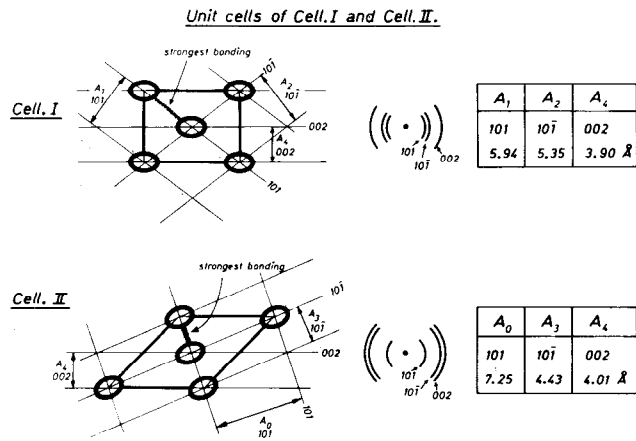 Unit cells of Cell.I and Cell.II.
strongest bonding
A₁
101
101̄
A₂
101̄
Cell.I
002
A₄
002
101
101
101̄
002
A₁ A₂ A₄
101 101̄ 002
5.94 5.35 3.90 Å
strongest bonding
Cell.II
101̄
A₃
101̄
002
A₄
002
A₀
101
101
101̄
101̄
002
A₀ A₃ A₄
101 101̄ 002
7.25 4.43 4.01 Å